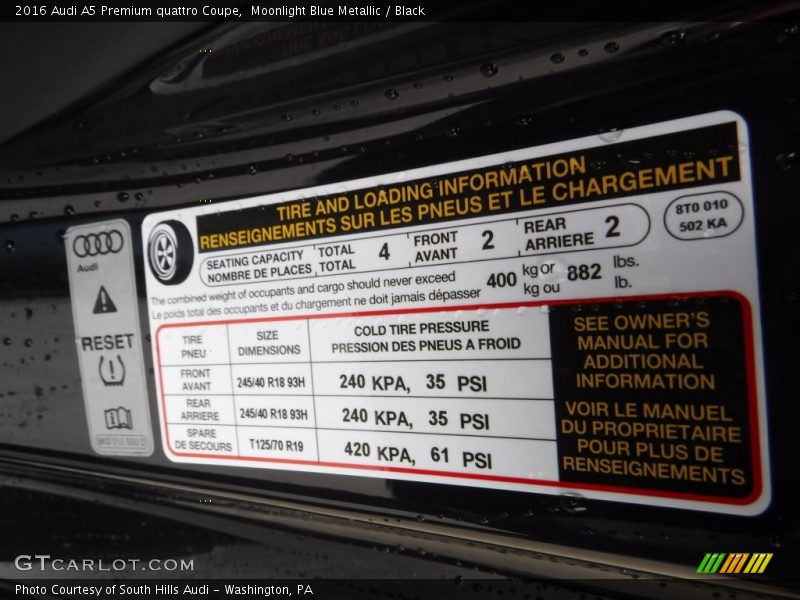 2016 Audi A5 Premium quattro Coupe, Moonlight Blue Metallic / Black
TIRE AND LOADING INFORMATION
RENSEIGNEMENTS SUR LES PNEUS ET LE CHARGEMENT
8T0 010
502 KA
SEATING CAPACITY TOTAL 4 FRONT 2 REAR 2
NOMBRE DE PLACES TOTAL AVANT ARRIERE
The combined weight of occupants and cargo should never exceed 400 kg or 882 lbs.
Le poids total des occupants et du chargement ne doit jamais dépasser kg ou lb.
TIRE SIZE COLD TIRE PRESSURE
PNEU DIMENSIONS PRESSION DES PNEUS A FROID
FRONT
AVANT 245/40 R18 93H 240 KPA, 35 PSI
REAR
ARRIERE 245/40 R18 93H 240 KPA, 35 PSI
SPARE
DE SECOURS T125/70 R19 420 KPA, 61 PSI
SEE OWNER'S
MANUAL FOR
ADDITIONAL
INFORMATION
VOIR LE MANUEL
DU PROPRIETAIRE
POUR PLUS DE
RENSEIGNEMENTS
Audi
RESET
GTCARLOT.COM
Photo Courtesy of South Hills Audi - Washington, PA